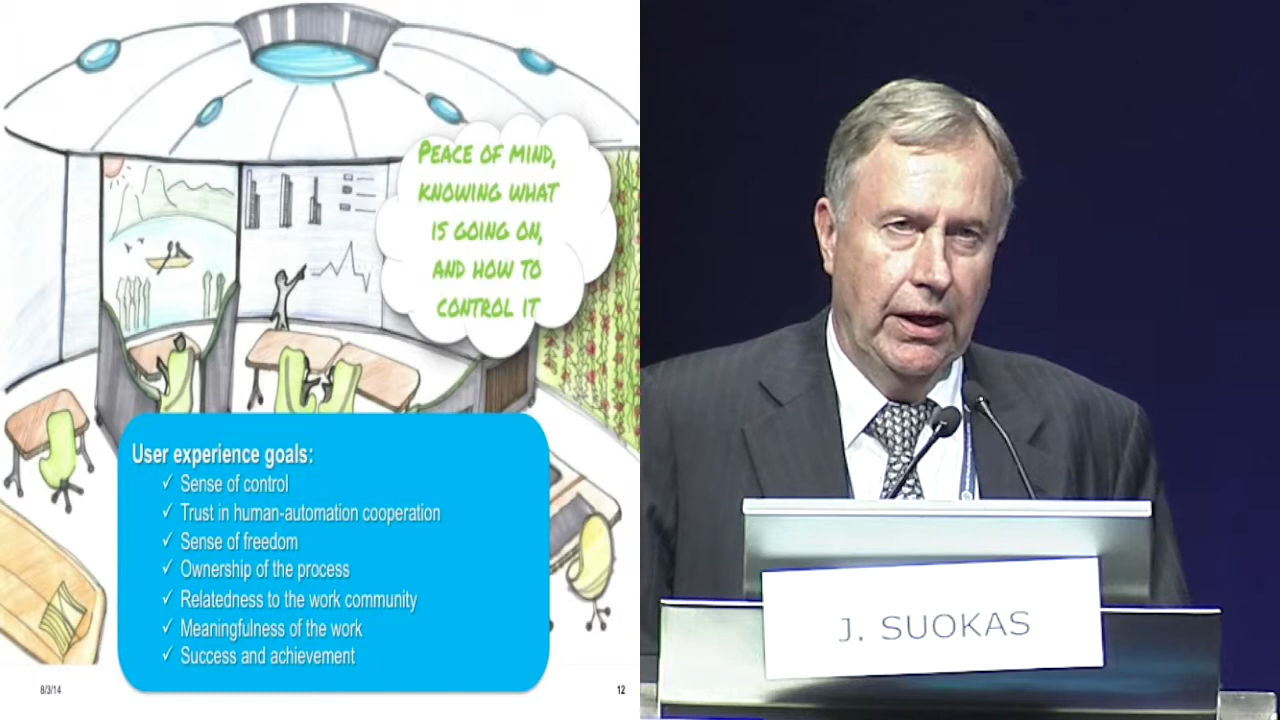 PEACE OF MIND,
KNOWING WHAT
IS GOING ON,
AND HOW TO
CONTROL IT
User experience goals:
✓ Sense of control
✓ Trust in human-automation cooperation
✓ Sense of freedom
✓ Ownership of the process
✓ Relatedness to the work community
✓ Meaningfulness of the work
✓ Success and achievement
8/3/14
12
J. SUOKAS